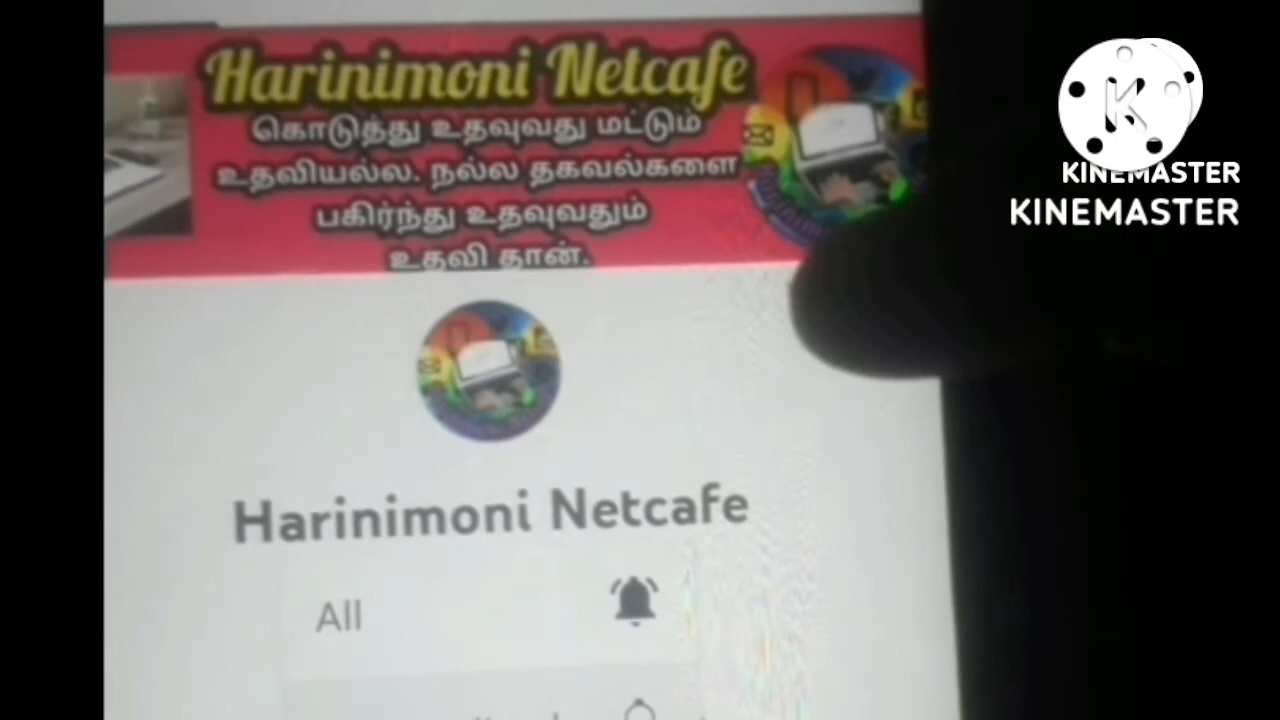 Harinimoni Netcafe
கொடுத்து உதவுவது மட்டும்
உதவியல்ல. நல்ல தகவல்களை
பகிர்ந்து உதவுவதும்
உதவி தான்.
KINEMASTER
KINEMASTER
Harinimoni Netcafe
All